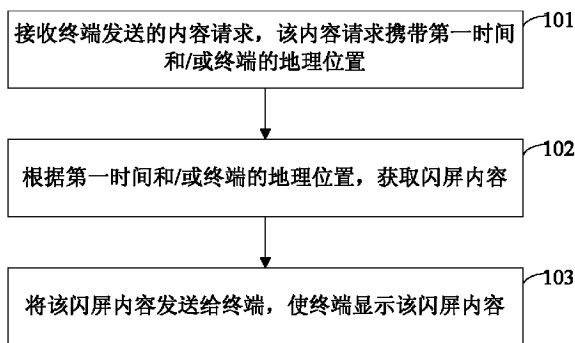 接收终端发送的内容请求，该内容请求携带第一时间
和/或终端的地理位置
101
根据第一时间和/或终端的地理位置，获取闪屏内容
102
将该闪屏内容发送给终端，使终端显示该闪屏内容
103